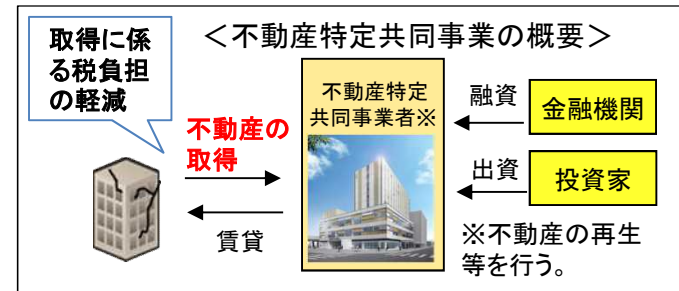 ＜不動産特定共同事業の概要＞
取得に係
る税負担
の軽減
不動産の
取得
賃貸
不動産特定
共同事業者※
融資
金融機関
出資
投資家
※不動産の再生
等を行う。